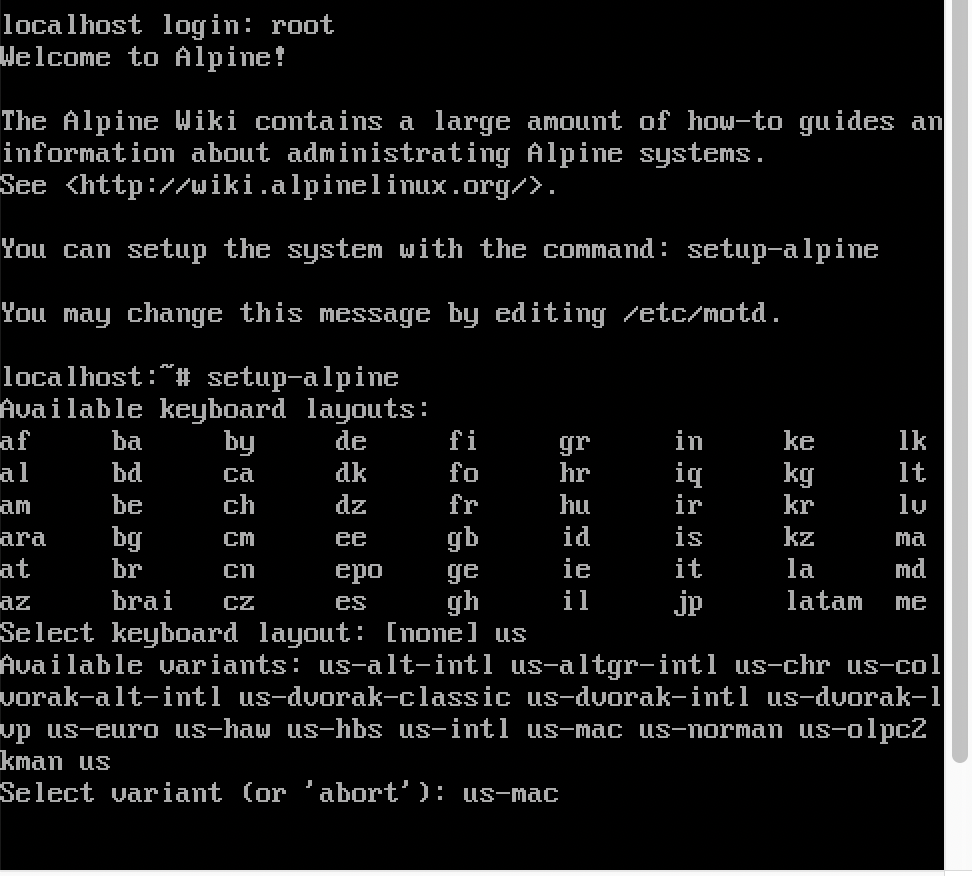 localhost login: root
Welcome to Alpine!
The Alpine Wiki contains a large amount of how-to guides an
information about administrating Alpine systems.
See <http://wiki.alpinelinux.org/>.
You can setup the system with the command: setup-alpine
You may change this message by editing /etc/motd.
localhost:~# setup-alpine
Available keyboard layouts:
af ba by de fi gr in ke lk
al bd ca dk fo hr iq kg lt
am be ch dz fr hu ir kr lv
ara bg cm ee gb id is kz ma
at br cn epo ge ie it la md
az brai cz es gh il jp latam me
Select keyboard layout: [none] us
Available variants: us-alt-intl us-altgr-intl us-chr us-col
vorak-alt-intl us-dvorak-classic us-dvorak-intl us-dvorak-l
vp us-euro us-haw us-hbs us-intl us-mac us-norman us-olpc2
kman us
Select variant (or 'abort'): us-mac